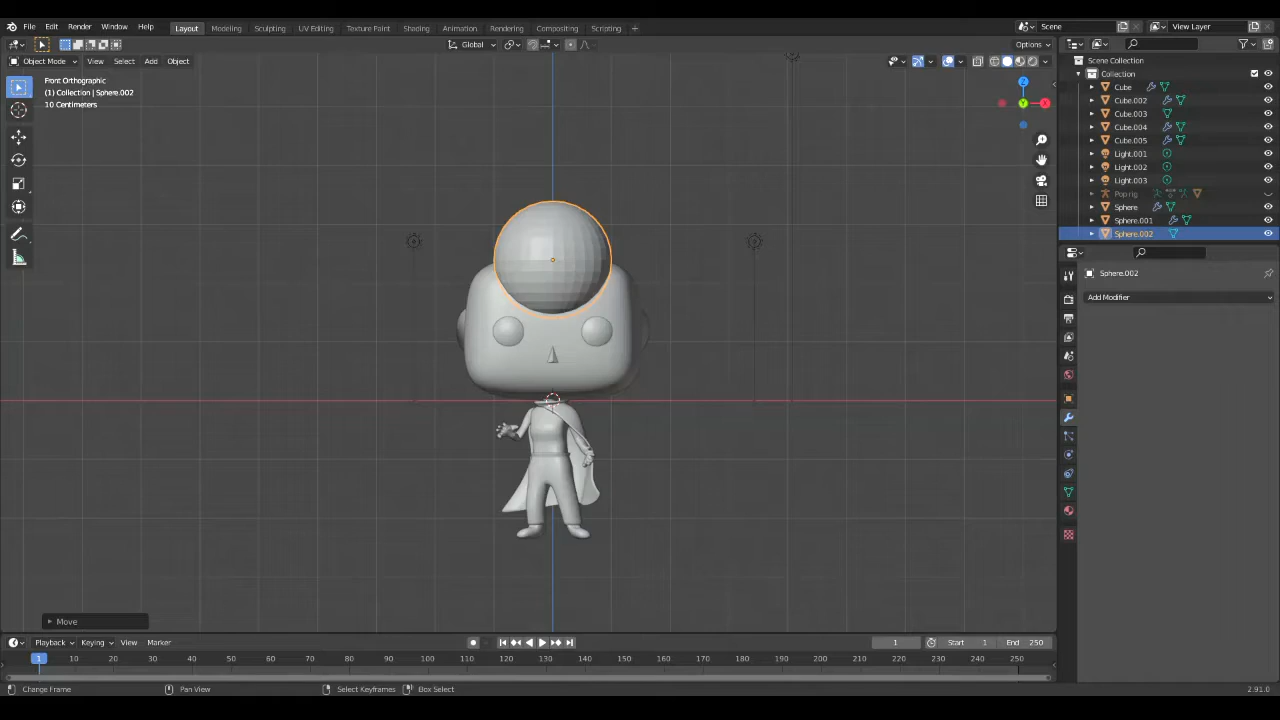 File Edit Render Window Help
Layout Modeling Sculpting UV Editing Texture Paint Shading Animation Rendering Compositing Scripting +
Scene
View Layer
Global
Options
Object Mode View Select Add Object
Front Orthographic
(1) Collection | Sphere.002
10 Centimeters
Z
Y
X
Scene Collection
Collection
Cube
Cube.002
Cube.003
Cube.004
Cube.005
Light.001
Light.002
Light.003
Pop rig
Sphere
Sphere.001
Sphere.002
Sphere.002
Add Modifier
Move
Playback Keying View Marker
1
Start 1
End 250
1 10 20 30 40 50 60 70 80 90 100 110 120 130 140 150 160 170 180 190 200 210 220 230 240 250
Change Frame
Pan View
Select Keyframes
Box Select
2.91.0